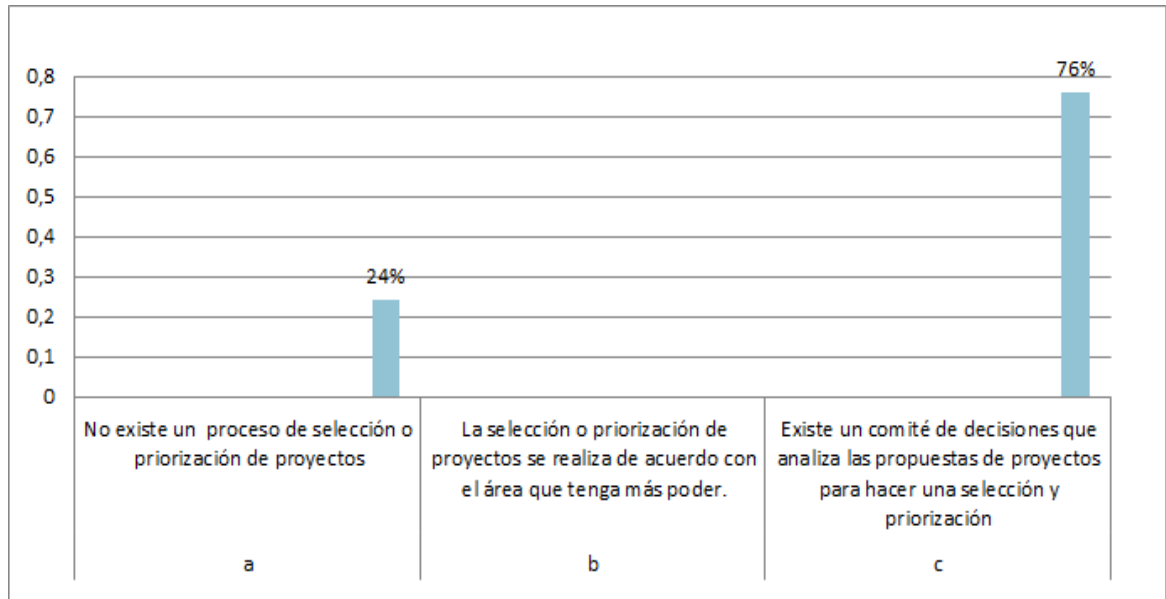 76%
0,8
0,7
0,6
0,5
0,4
24%
0,3
0,2
0,1
0
No existe un proceso de selección o
priorización de proyectos
La selección o priorización de
proyectos se realiza de acuerdo con
el área que tenga más poder.
Existe un comité de decisiones que
analiza las propuestas de proyectos
para hacer una selección y
priorización
a
b
c